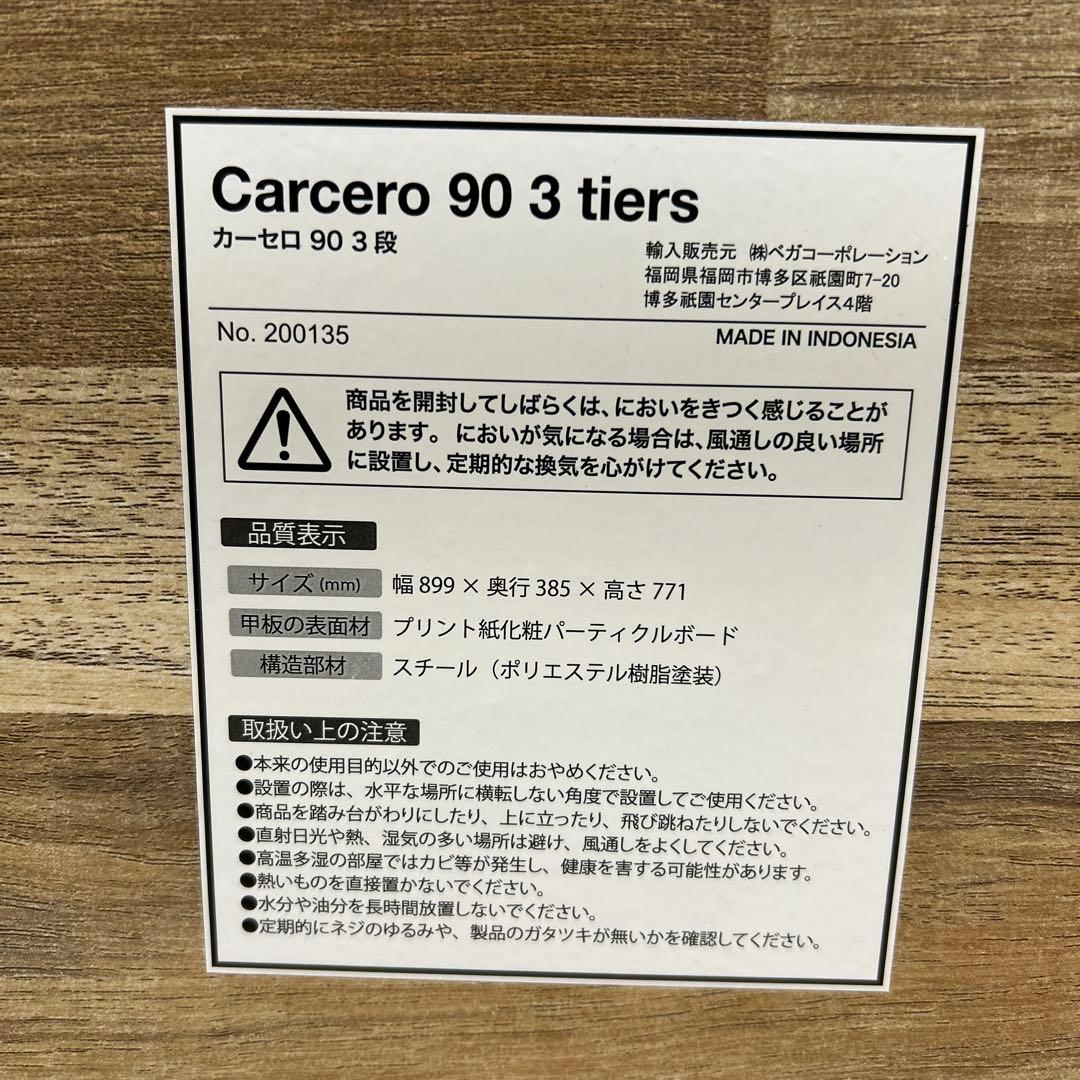 Carcero 90 3 tiers
カーセロ 90 3 段
輸入販売元 ㈱ベガコーポレーション
福岡県福岡市博多区祇園町7-20
博多祇園センタープレイス4階
No. 200135
MADE IN INDONESIA
商品を開封してしばらくは、においをきつく感じることが
あります。においが気になる場合は、風通しの良い場所
に設置し、定期的な換気を心がけてください。
品質表示
サイズ (mm) 幅 899 × 奥行 385 × 高さ 771
甲板の表面材 プリント紙化粧パーティクルボード
構造部材 スチール（ポリエステル樹脂塗装）
取扱い上の注意
●本来の使用目的以外でのご使用はおやめください。
●設置の際は、水平な場所に横転しない角度で設置してご使用ください。
●商品を踏み台がわりにしたり、上に立ったり、飛び跳ねたりしないでください。
●直射日光や熱、湿気の多い場所は避け、風通しをよくしてください。
●高温多湿の部屋ではカビ等が発生し、健康を害する可能性があります。
●熱いものを直接置かないでください。
●水分や油分を長時間放置しないでください。
●定期的にネジのゆるみや、製品のガタツキが無いかを確認してください。